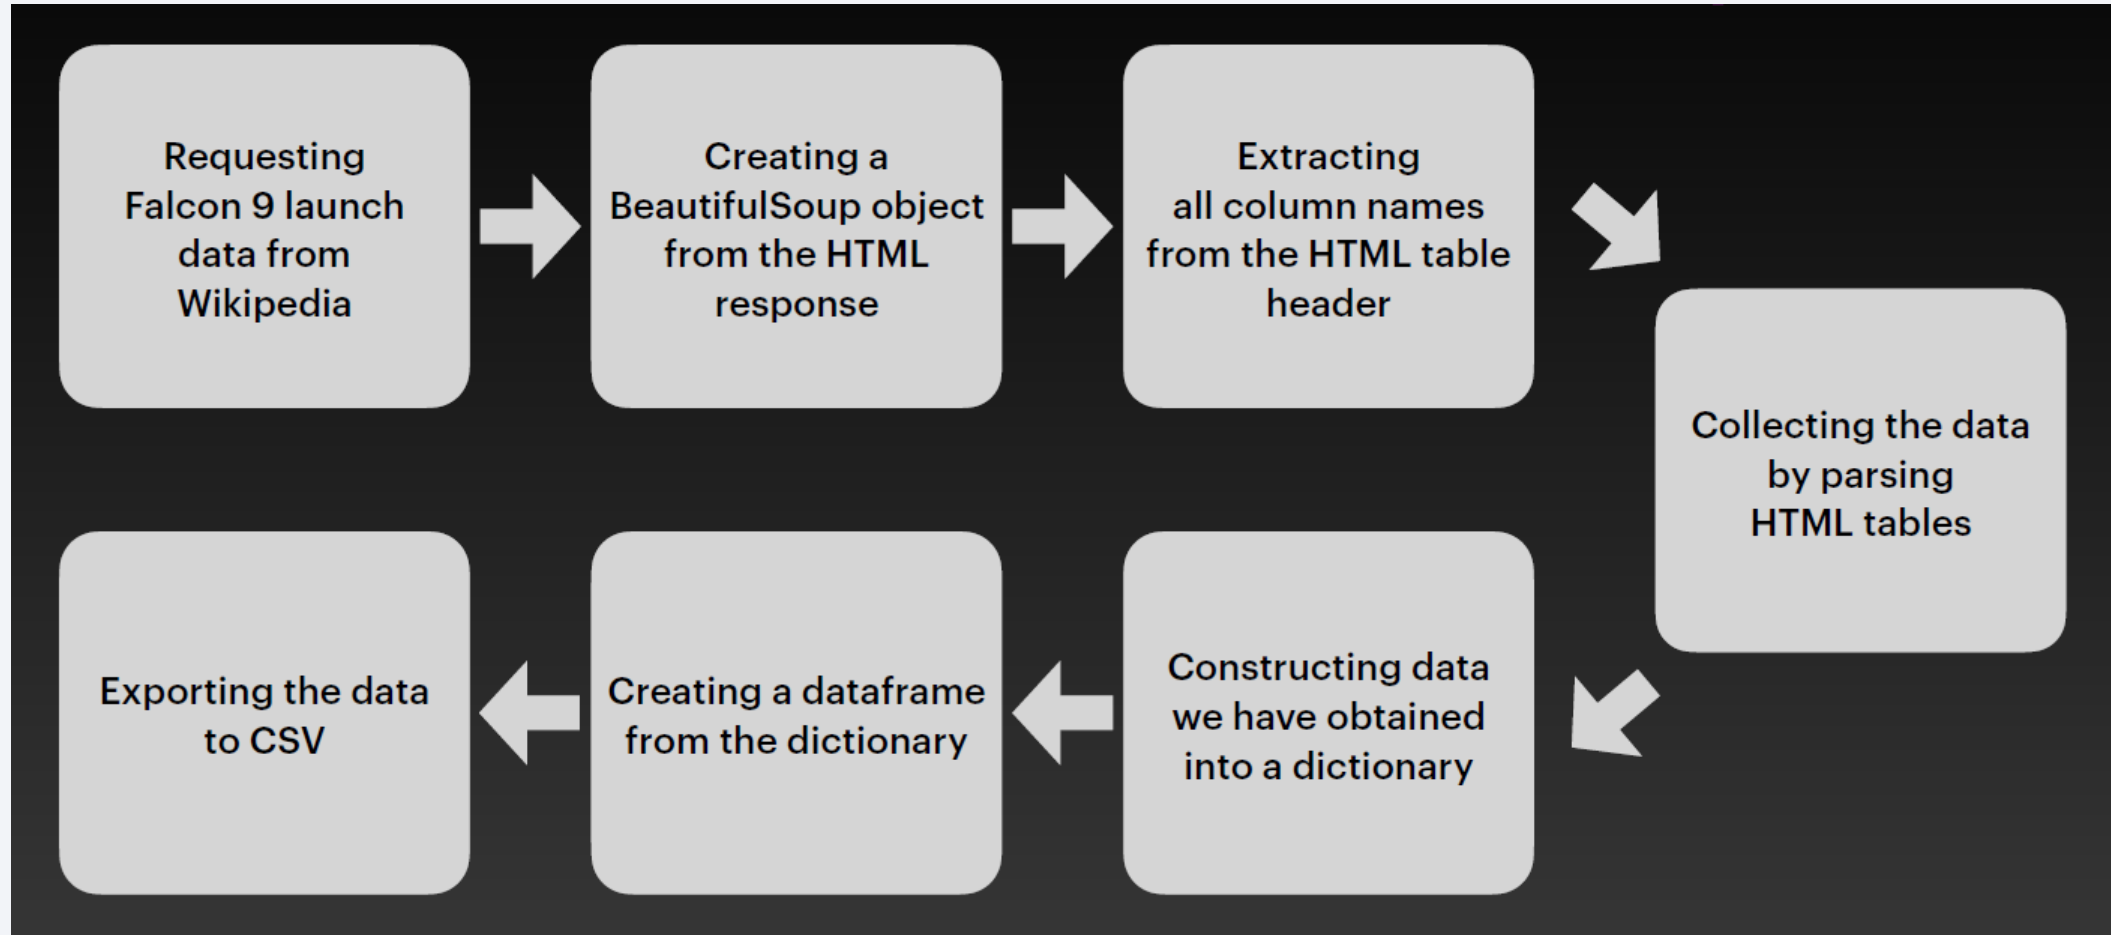 Requesting
Falcon 9 launch
data from
Wikipedia
Creating a
BeautifulSoup object
from the HTML
response
Extracting
all column names
from the HTML table
header
Collecting the data
by parsing
HTML tables
Constructing data
we have obtained
into a dictionary
Creating a dataframe
from the dictionary
Exporting the data
to CSV